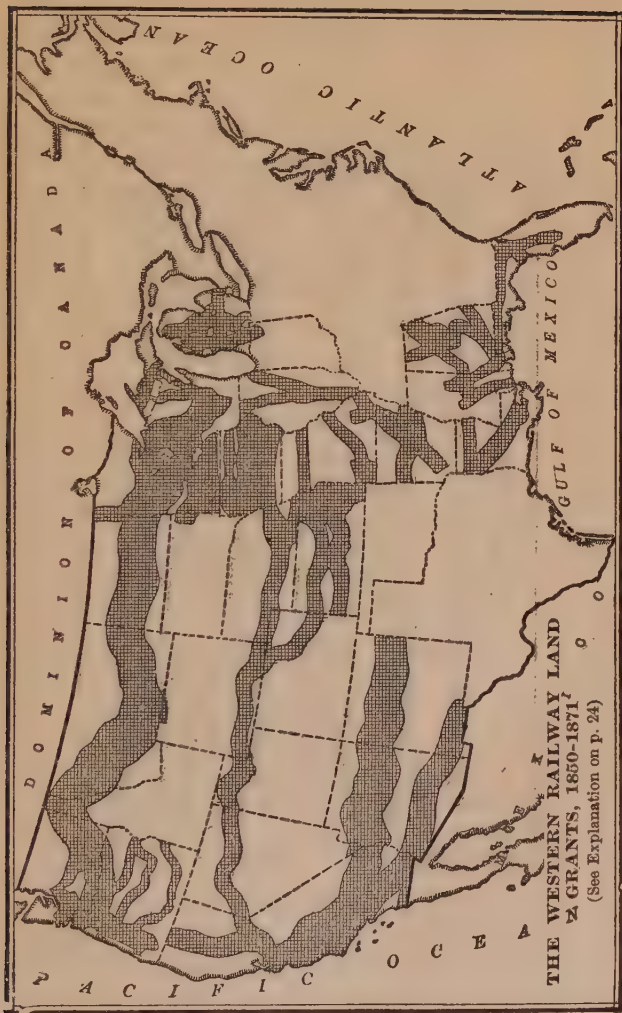 DOMINION OF CANADA
ATLANTIC OCEAN
PACIFIC
OCEA
GULF OF MEXICO
THE WESTERN RAILWAY LAND
GRANTS, 1850-1871
(See Explanation on p. 24)